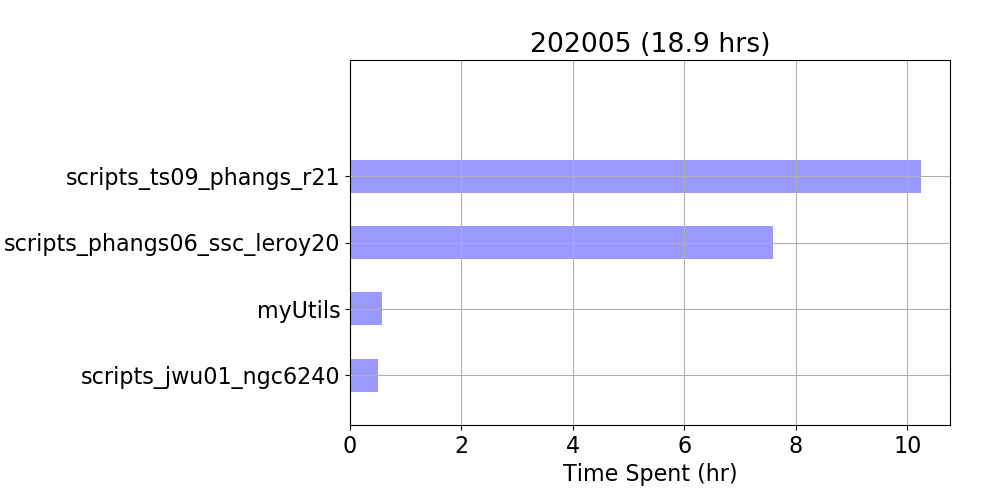 202005 (18.9 hrs)
scripts_ts09_phangs_r21
scripts_phangs06_ssc_leroy20
myUtils
scripts_jwu01_ngc6240
0 2 4 6 8 10
Time Spent (hr)